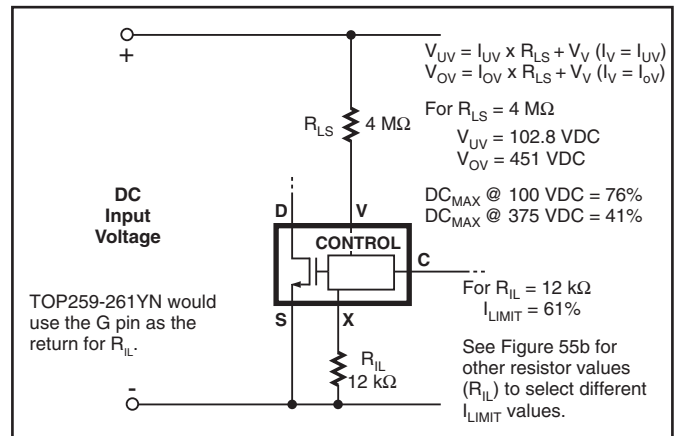 +
V_UV = I_UV x R_LS + V_V (I_V = I_UV)
V_OV = I_OV x R_LS + V_V (I_V = I_oV)
For R_LS = 4 MΩ
V_UV = 102.8 VDC
V_OV = 451 VDC
DC_MAX @ 100 VDC = 76%
DC_MAX @ 375 VDC = 41%
R_LS
4 MΩ
DC
Input
Voltage
D
V
CONTROL
C
S
X
For R_IL = 12 kΩ
I_LIMIT = 61%
TOP259-261YN would
use the G pin as the
return for R_IL.
R_IL
12 kΩ
See Figure 55b for
other resistor values
(R_IL) to select different
I_LIMIT values.
-